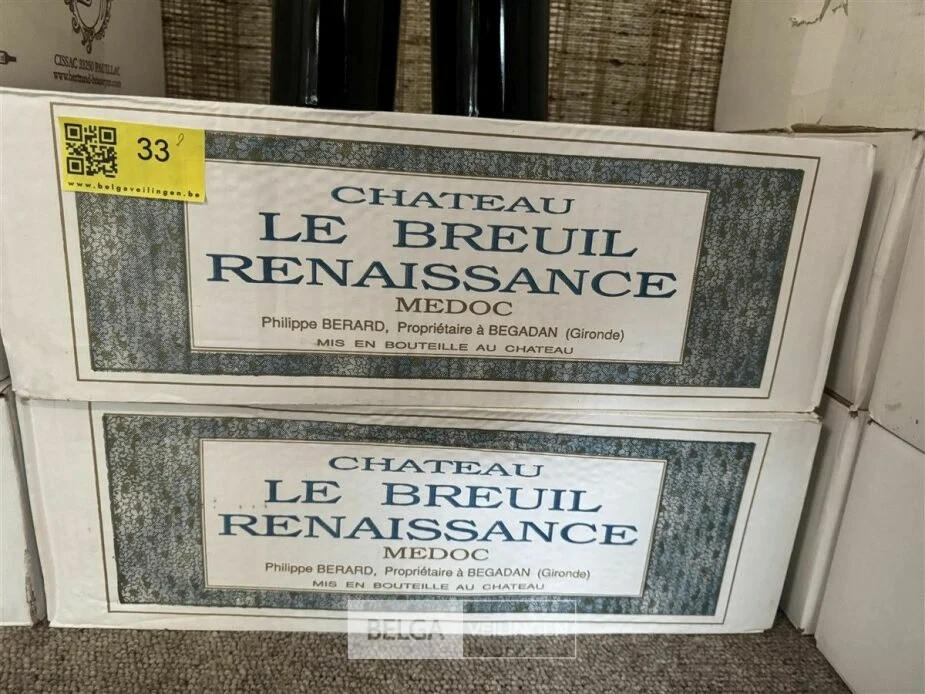 CISSAC 33250 PAUILLAC
33
www.belgaveilingen.be
CHATEAU
LE BREUIL
RENAISSANCE
MEDOC
Philippe BERARD, Propriétaire à BEGADAN (Gironde)
MIS EN BOUTEILLE AU CHATEAU
CHATEAU
LE BREUIL
RENAISSANCE
MEDOC
Philippe BERARD, Propriétaire à BEGADAN (Gironde)
MIS EN BOUTEILLE AU CHATEAU
BELGA